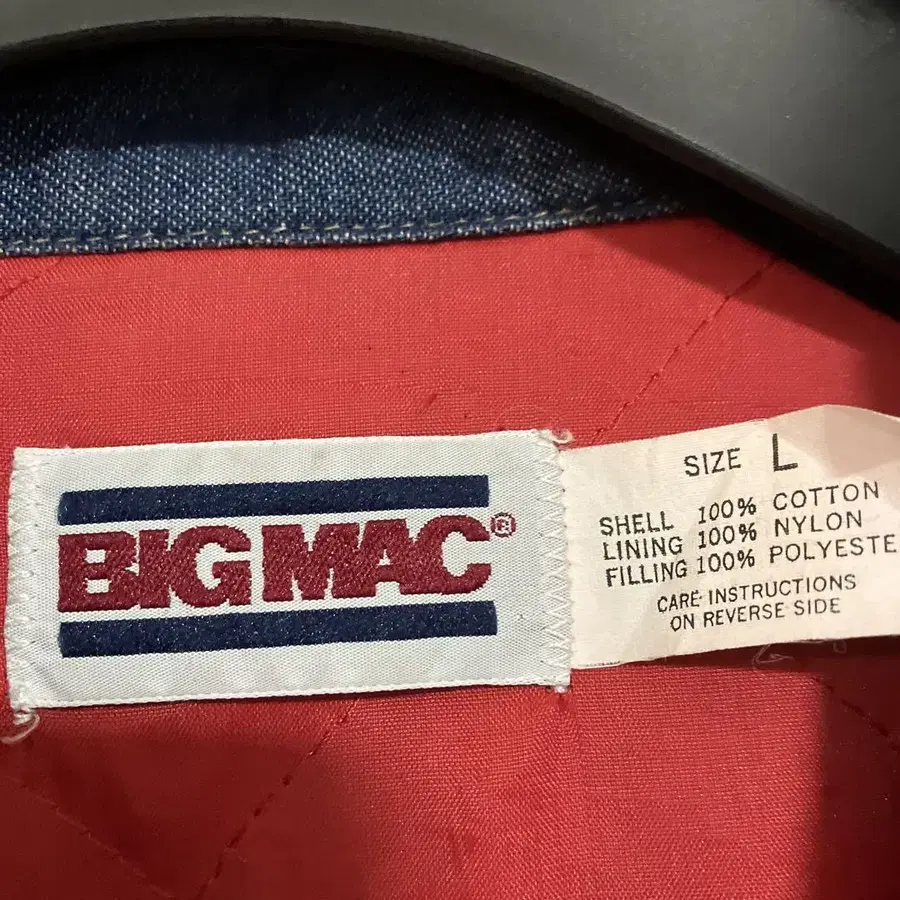 BIG MAC®
SIZE L
SHELL 100% COTTON
LINING 100% NYLON
FILLING 100% POLYESTE
CARE INSTRUCTIONS
ON REVERSE SIDE